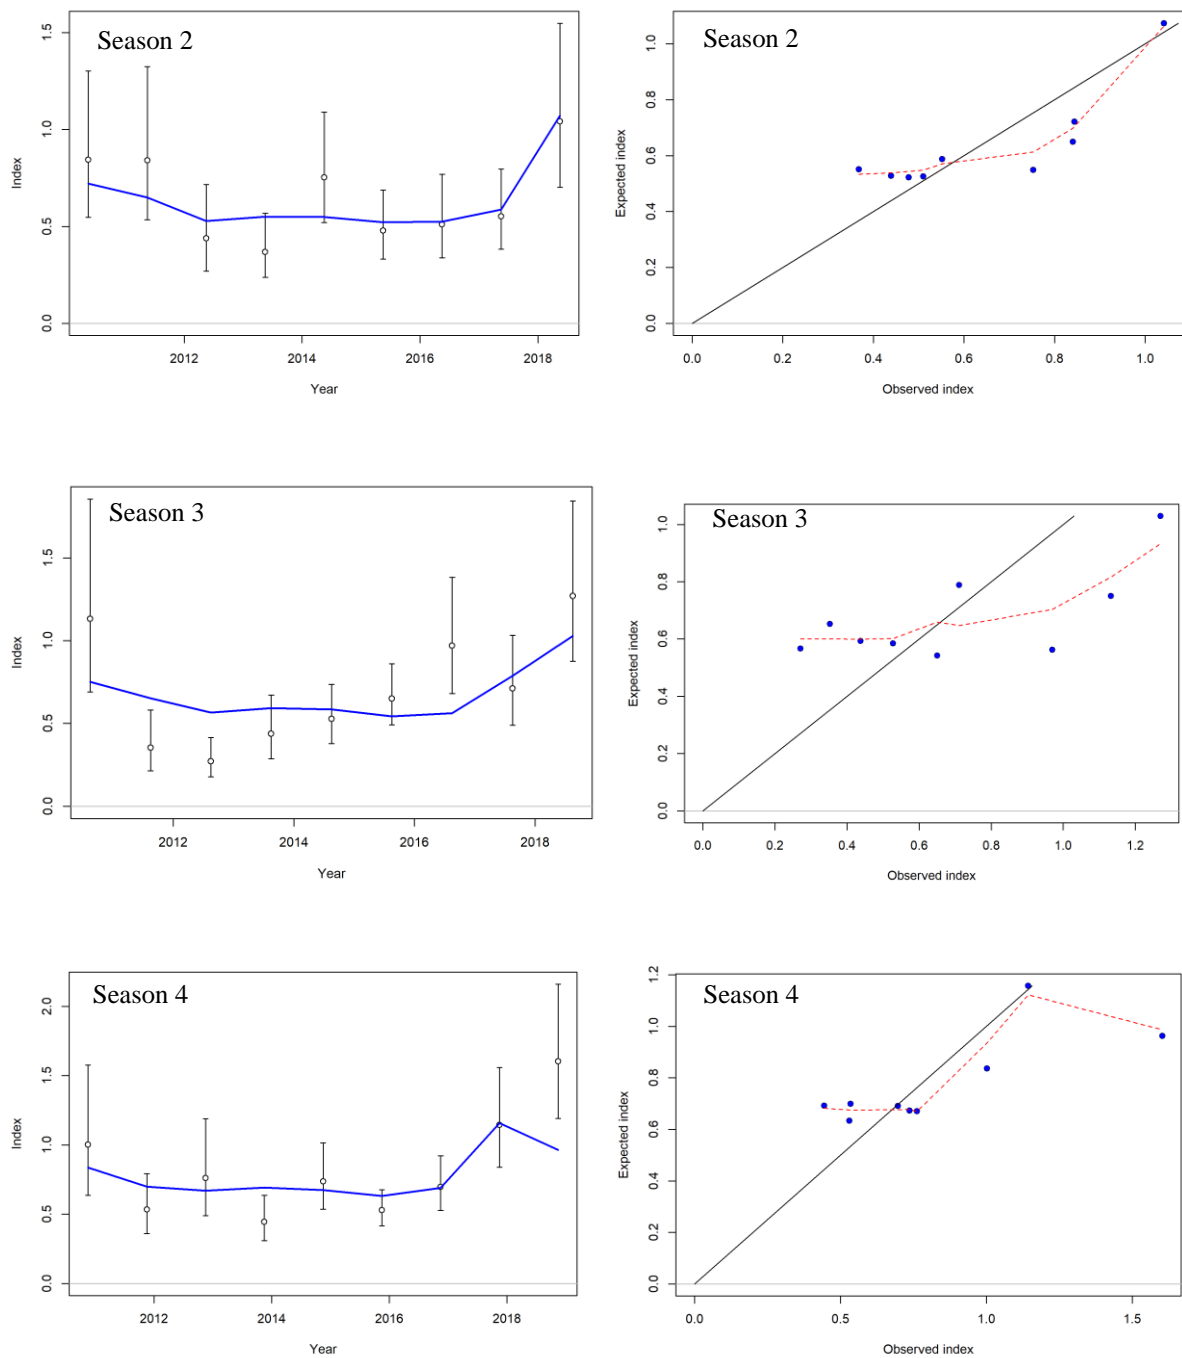 Season 2
1.5
1.0
0.5
0.0
Index
2012 2014 2016 2018
Year
Season 2
1.0
0.8
0.6
0.4
0.2
0.0
Expected index
0.0 0.2 0.4 0.6 0.8 1.0
Observed index
Season 3
1.5
1.0
0.5
0.0
Index
2012 2014 2016 2018
Year
Season 3
1.0
0.8
0.6
0.4
0.2
0.0
Expected index
0.0 0.2 0.4 0.6 0.8 1.0 1.2
Observed index
Season 4
2.0
1.5
1.0
0.5
0.0
Index
2012 2014 2016 2018
Year
Season 4
1.2
1.0
0.8
0.6
0.4
0.2
0.0
Expected index
0.0 0.5 1.0 1.5
Observed index